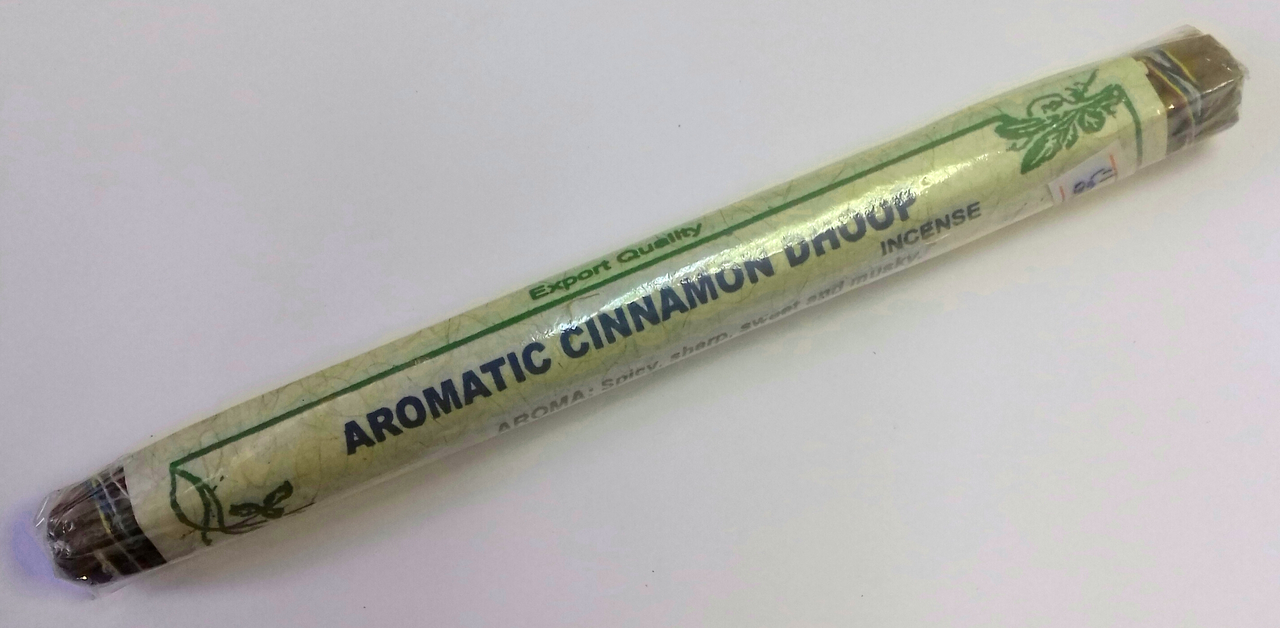 Export Quality
AROMATIC CINNAMON DHOOP
INCENSE
AROMA: Spicy, sharp, sweet and musky.